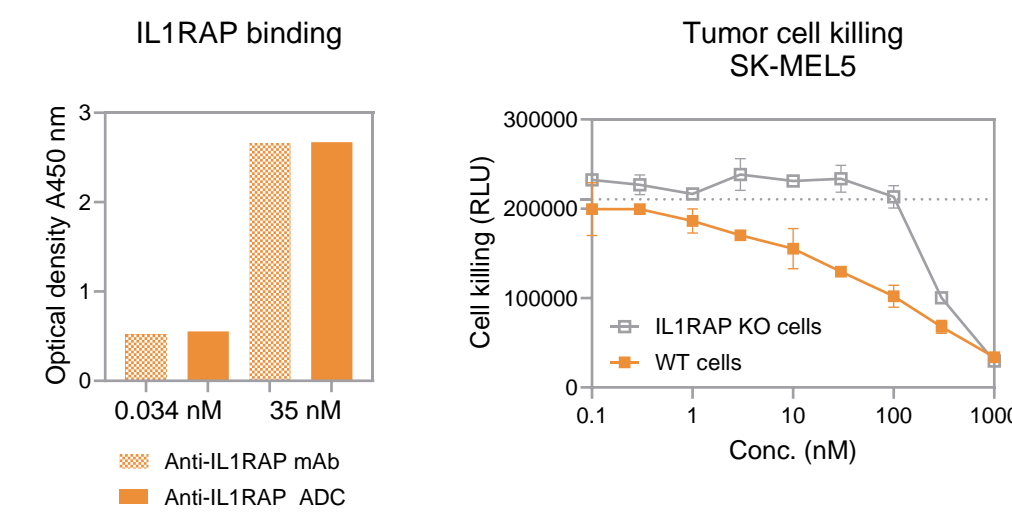 IL1RAP binding
Optical density A450 nm
3
2
1
0
0.034 nM
35 nM
Anti-IL1RAP mAb
Anti-IL1RAP ADC
Tumor cell killing
SK-MEL5
Cell killing (RLU)
300000
200000
100000
0
IL1RAP KO cells
WT cells
0.1
1
10
100
1000
Conc. (nM)